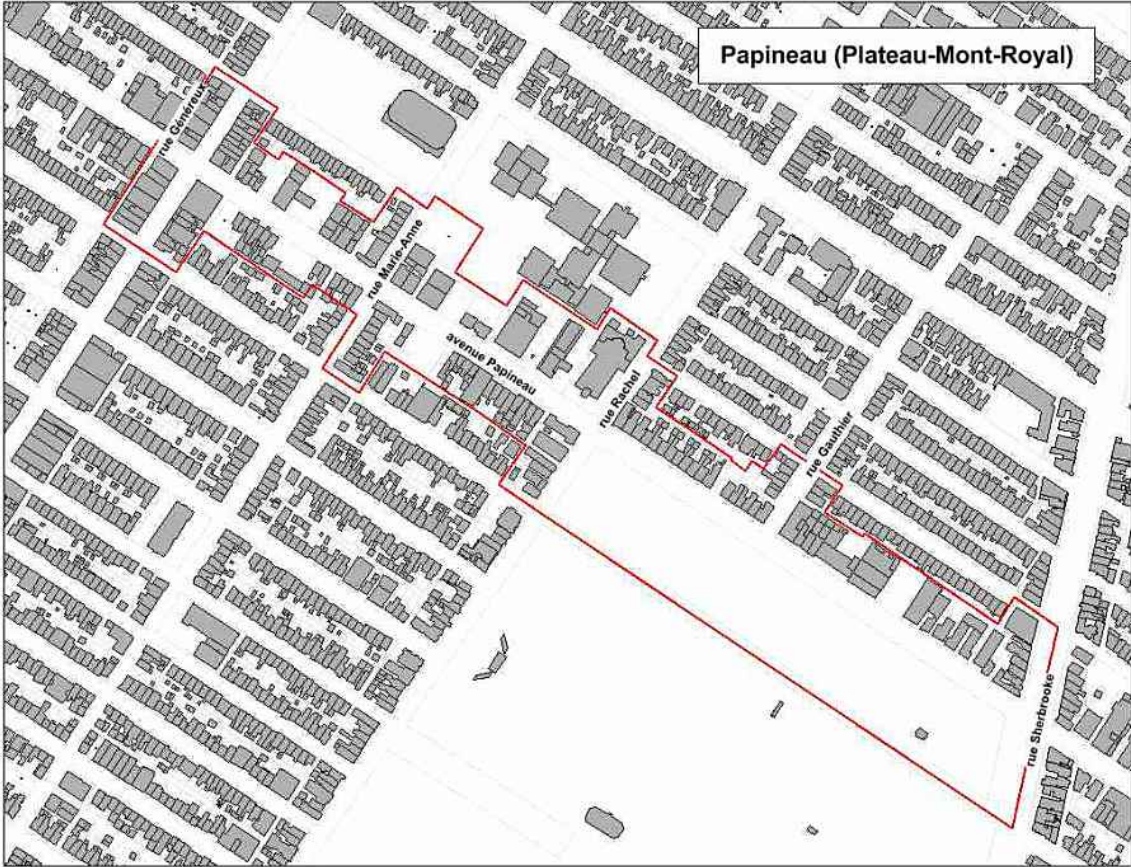 Papineau (Plateau-Mont-Royal)
rue Généreux
rue Marie-Anne
avenue Papineau
rue Rachel
rue Gauthier
rue Sherbrooke